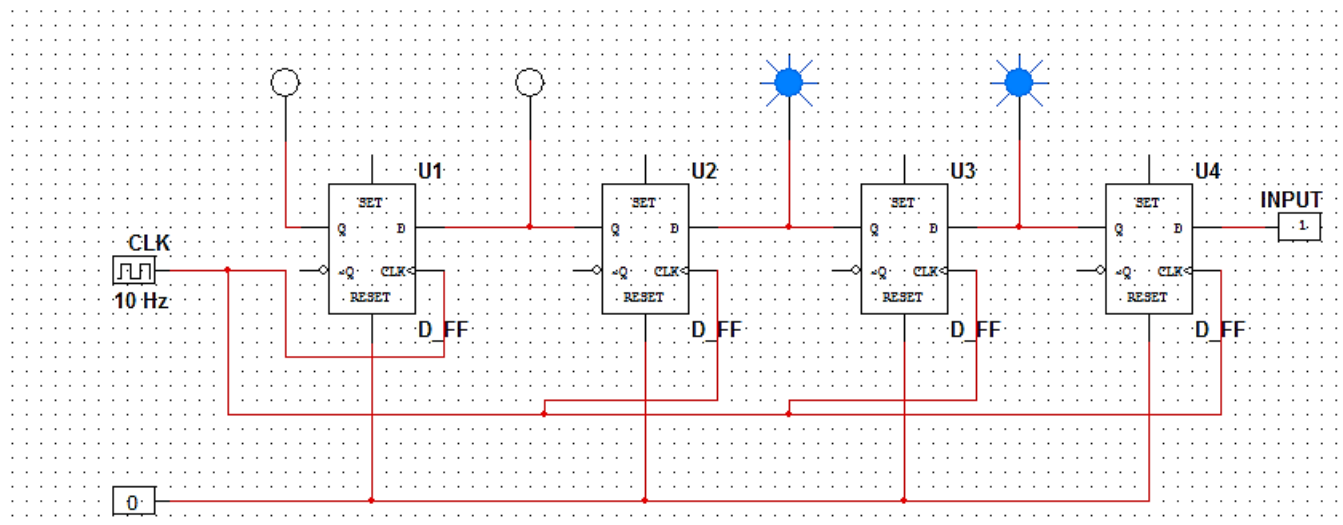 U1
U2
U3
U4
SET
SET
SET
SET
INPUT
Q D
Q D
Q D
Q D
1
CLK
10 Hz
~Q CLK
~Q CLK
~Q CLK
~Q CLK
RESET
RESET
RESET
RESET
D_FF
D_FF
D_FF
D_FF
0